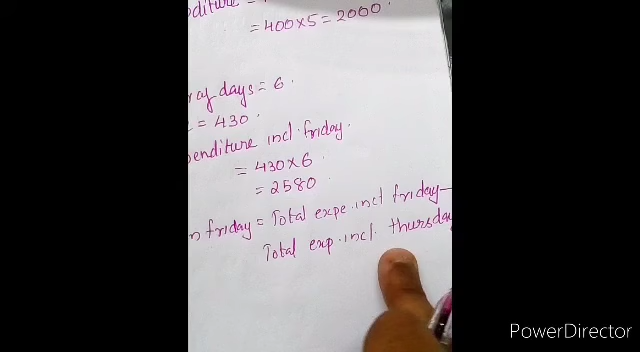 = 400×5 = 2000.
days = 6.
= 430.
incl. friday.
= 430×6.
= 2580.
friday = Total expe. incl friday–
Total exp. incl. thursday
PowerDirector